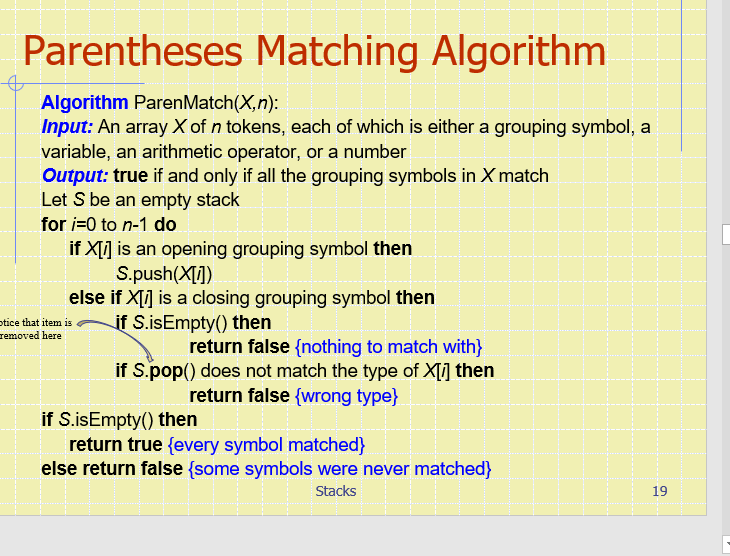 Parentheses Matching Algorithm
Algorithm ParenMatch(X,n):
Input: An array X of n tokens, each of which is either a grouping symbol, a
variable, an arithmetic operator, or a number
Output: true if and only if all the grouping symbols in X match
Let S be an empty stack
for i=0 to n-1 do
if X[i] is an opening grouping symbol then
S.push(X[i])
else if X[i] is a closing grouping symbol then
that item is
removed here
if S.isEmpty() then
return false {nothing to match with}
if S.pop() does not match the type of X[i] then
return false {wrong type}
if S.isEmpty() then
return true {every symbol matched}
else return false {some symbols were never matched}
Stacks
19